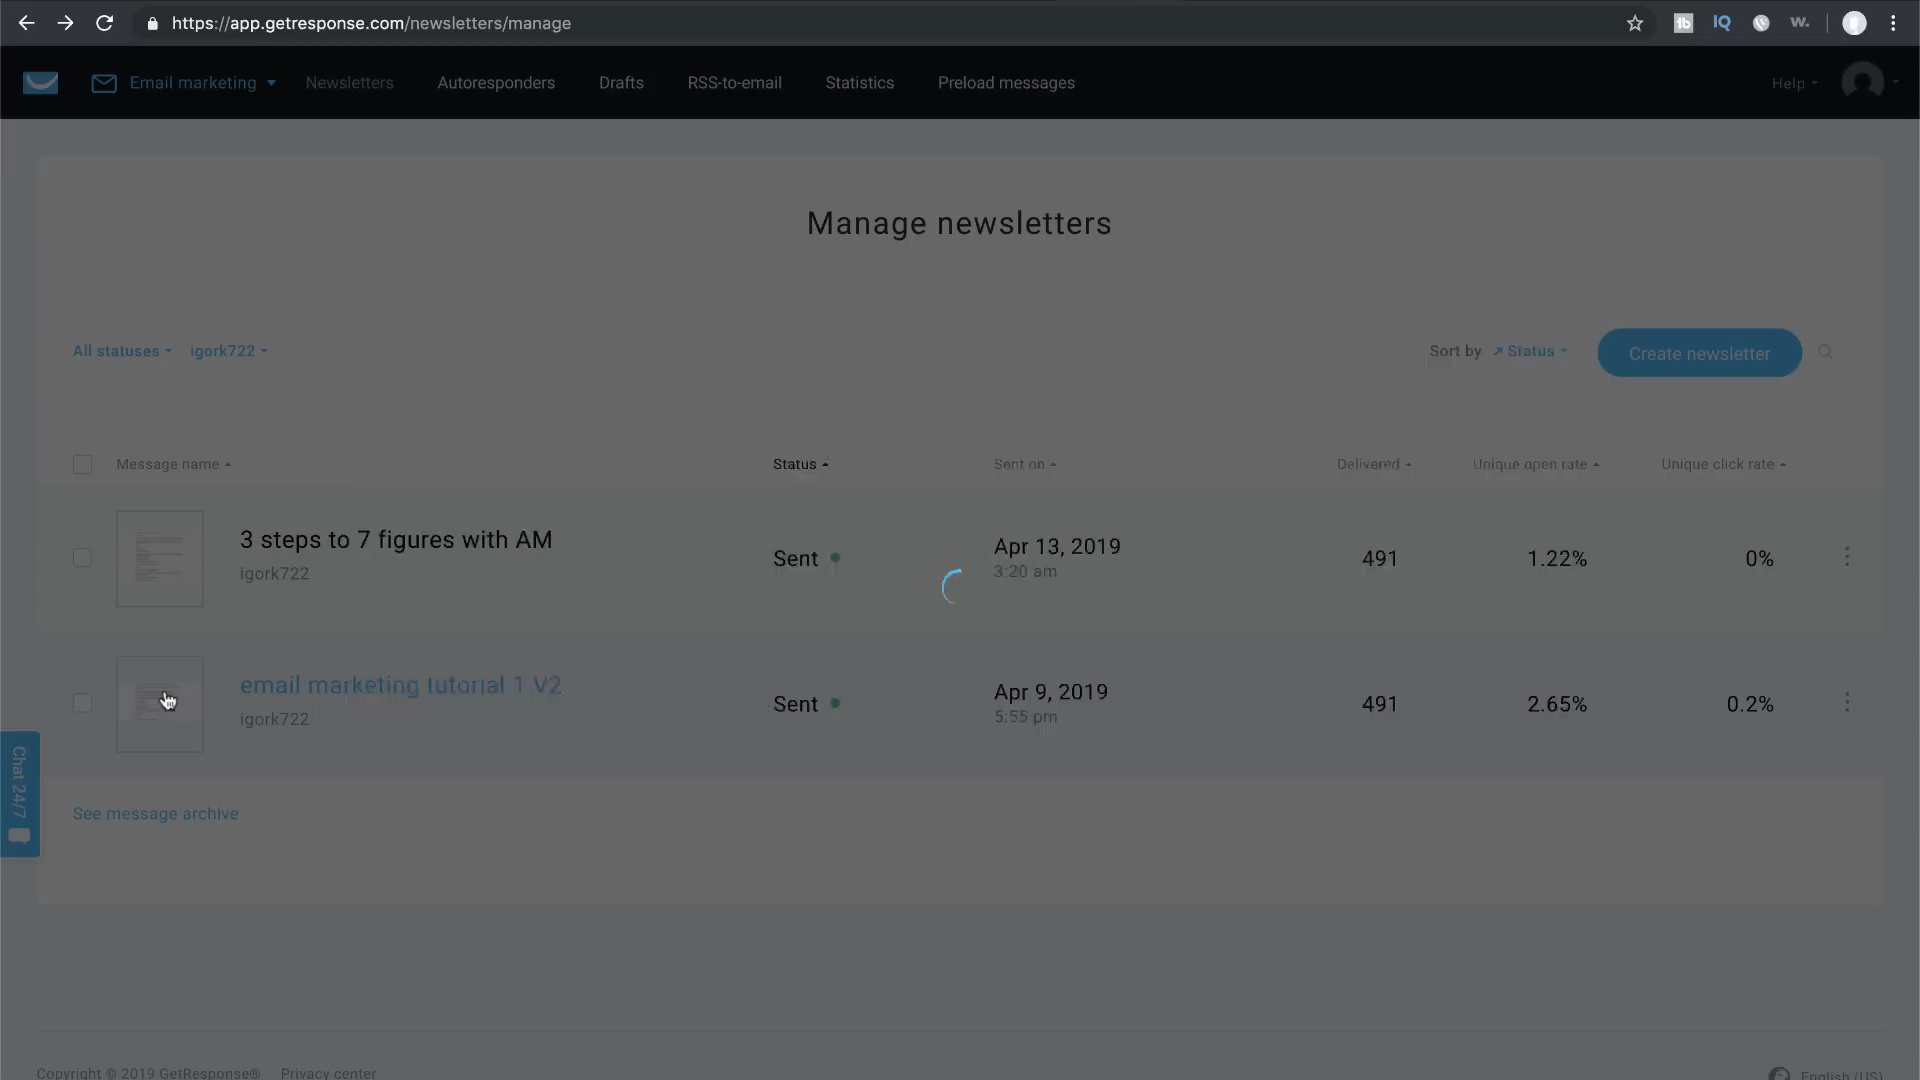 https://app.getresponse.com/newsletters/manage
Email marketing Newsletters Autoresponders Drafts RSS-to-email Statistics Preload messages Help
Manage newsletters
All statuses igork722 Sort by Status Create newsletter
Message name Status Sent on Delivered Unique open rate Unique click rate
3 steps to 7 figures with AM
igork722
Sent
Apr 13, 2019
3:20 am
491 1.22% 0%
email marketing tutorial 1 V2
igork722
Sent
Apr 9, 2019
5:55 pm
491 2.65% 0.2%
Chat 24/7
See message archive
Copyright © 2019 GetResponse® Privacy center English (US)